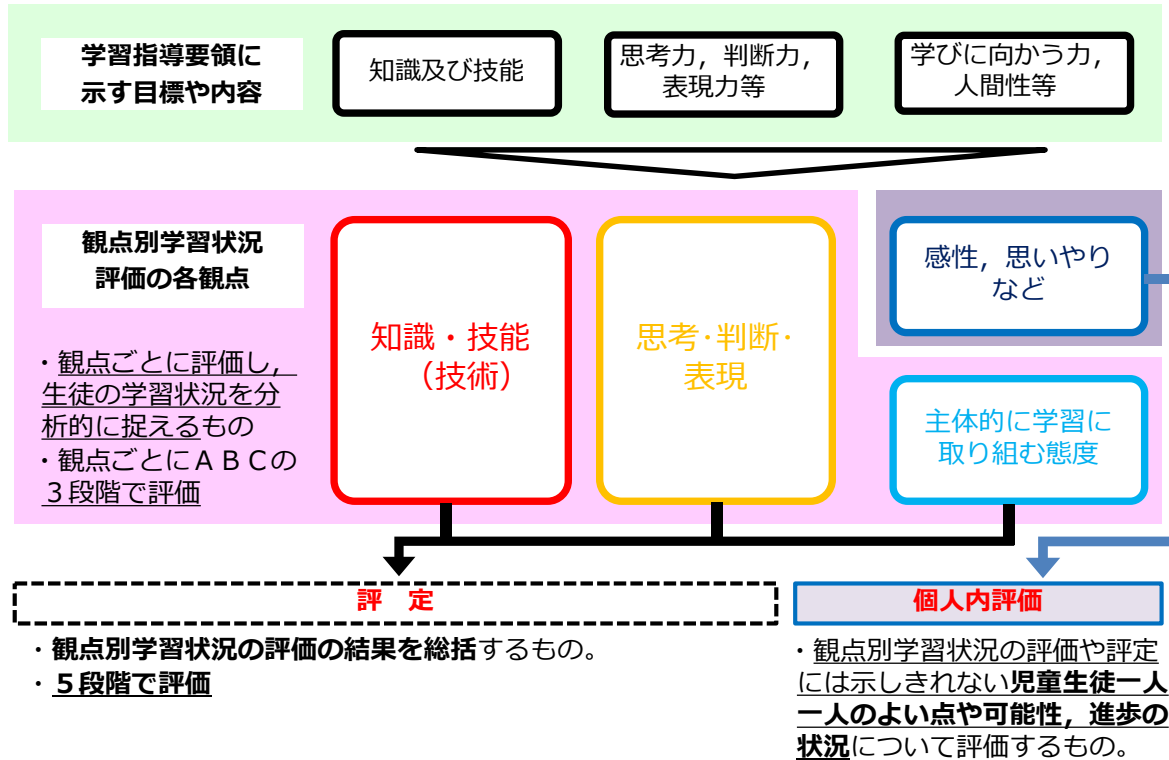 学習指導要領に
示す目標や内容
知識及び技能
思考力，判断力，
表現力等
学びに向かう力，
人間性等
観点別学習状況
評価の各観点
・観点ごとに評価し，
生徒の学習状況を分
析的に捉えるもの
・観点ごとにＡＢＣの
３段階で評価
知識・技能
（技術）
思考・判断・
表現
感性，思いやり
など
主体的に学習に
取り組む態度
評　定
・観点別学習状況の評価の結果を総括するもの。
・５段階で評価
個人内評価
・観点別学習状況の評価や評定
には示しきれない児童生徒一人
一人のよい点や可能性，進歩の
状況について評価するもの。